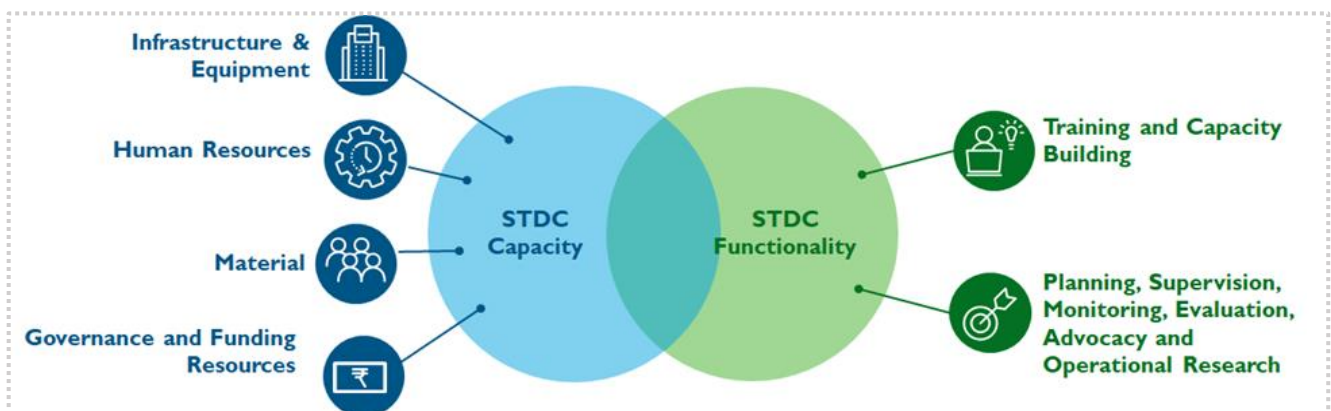 Infrastructure &
Equipment
Human Resources
Material
Governance and Funding
Resources
₹
STDC
Capacity
STDC
Functionality
Training and Capacity
Building
Planning, Supervision,
Monitoring, Evaluation,
Advocacy and
Operational Research